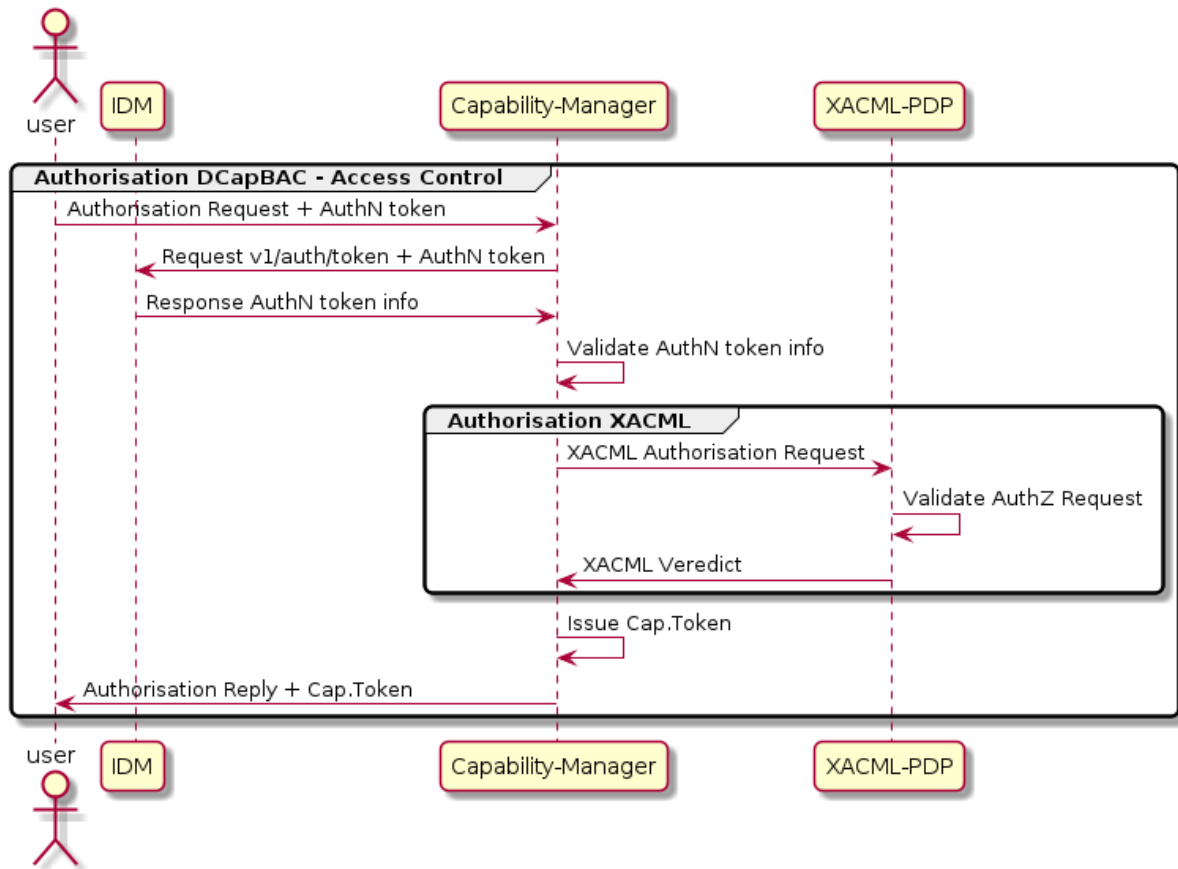 user
IDM
Capability-Manager
XACML-PDP
Authorisation DCapBAC - Access Control
Authorisation Request + AuthN token
Request v1/auth/token + AuthN token
Response AuthN token info
Validate AuthN token info
Authorisation XACML
XACML Authorisation Request
Validate AuthZ Request
XACML Veredict
Issue Cap.Token
Authorisation Reply + Cap.Token
user
IDM
Capability-Manager
XACML-PDP